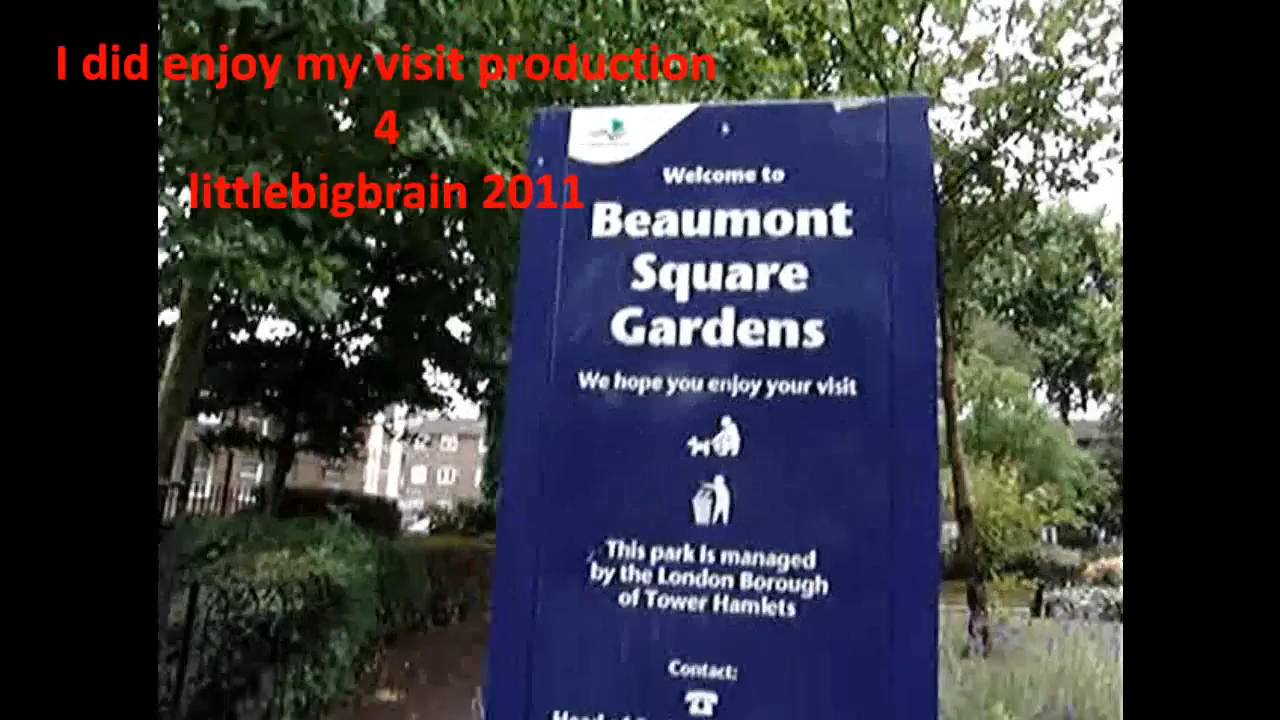 I did enjoy my visit production
4
littlebigbrain 2011
Welcome to
Beaumont
Square
Gardens
We hope you enjoy your visit
This park is managed
by the London Borough
of Tower Hamlets
Contact: